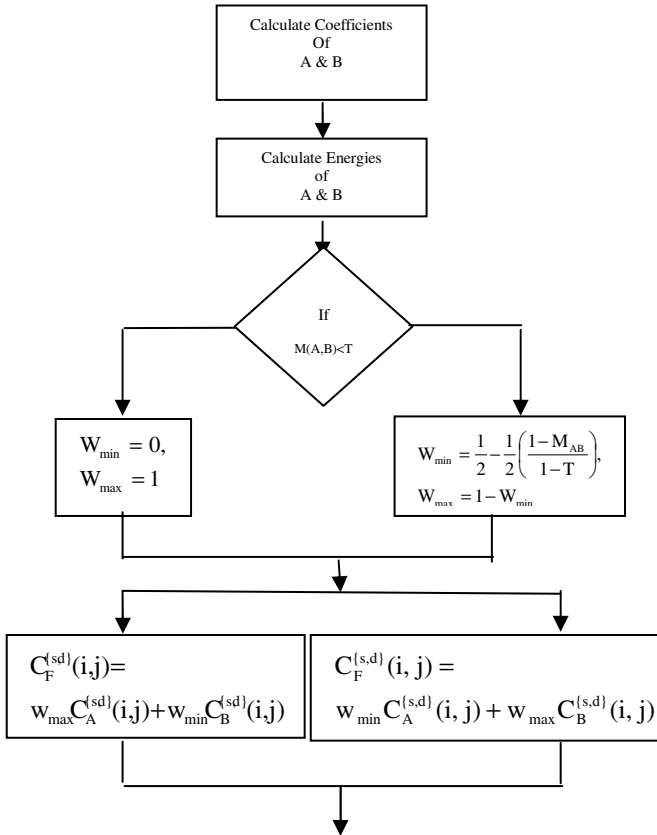 Calculate Coefficients
Of
A & B
Calculate Energies
of
A & B
If
M(A,B)<T
W_min = 0,
W_max = 1
W_min = 1/2 − 1/2 ((1−M_AB)/(1−T)),
W_max = 1 − W_min
C_F^{sd}(i,j)=
w_max C_A^{sd}(i,j)+w_min C_B^{sd}(i,j)
C_F^{s,d}(i, j) =
w_min C_A^{s,d}(i, j) + w_max C_B^{s,d}(i, j)